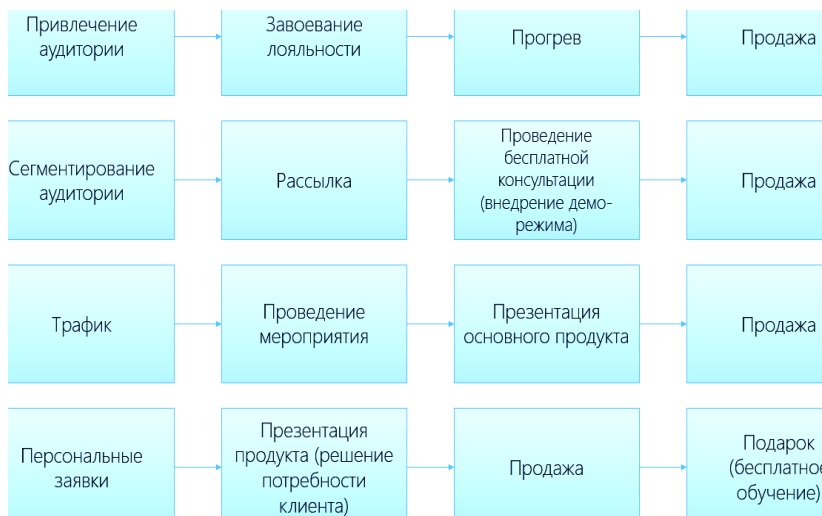 Привлечение
аудитории
Завоевание
лояльности
Прогрев
Продажа
Сегментирование
аудитории
Рассылка
Проведение
бесплатной
консультации
(внедрение демо-
режима)
Продажа
Трафик
Проведение
мероприятия
Презентация
основного продукта
Продажа
Персональные
заявки
Презентация
продукта (решение
потребности
клиента)
Продажа
Подарок
(бесплатное
обучение)